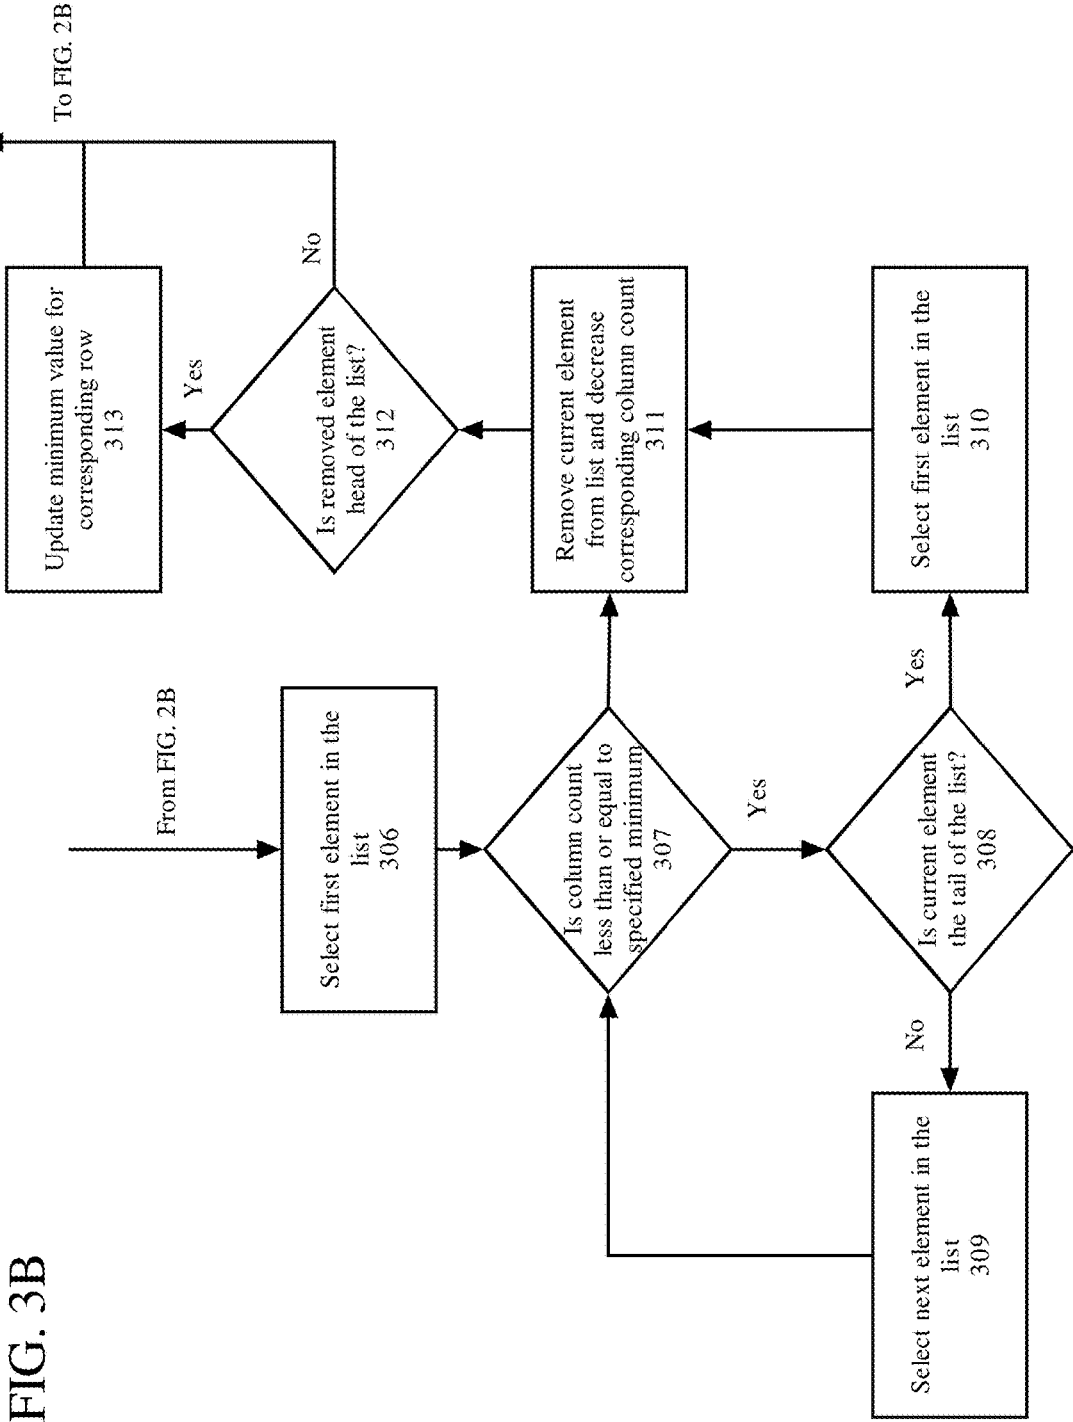 FIG. 3B
From FIG. 2B
To FIG. 2B
Select first element in the
list
306
Is column count
less than or equal to
specified minimum
307
Yes
Is current element
the tail of the list?
308
No
Select next element in the
list
309
Yes
Select first element in the
list
310
Remove current element
from list and decrease
corresponding column count
311
Is removed element
head of the list?
312
No
Yes
Update minimum value for
corresponding row
313